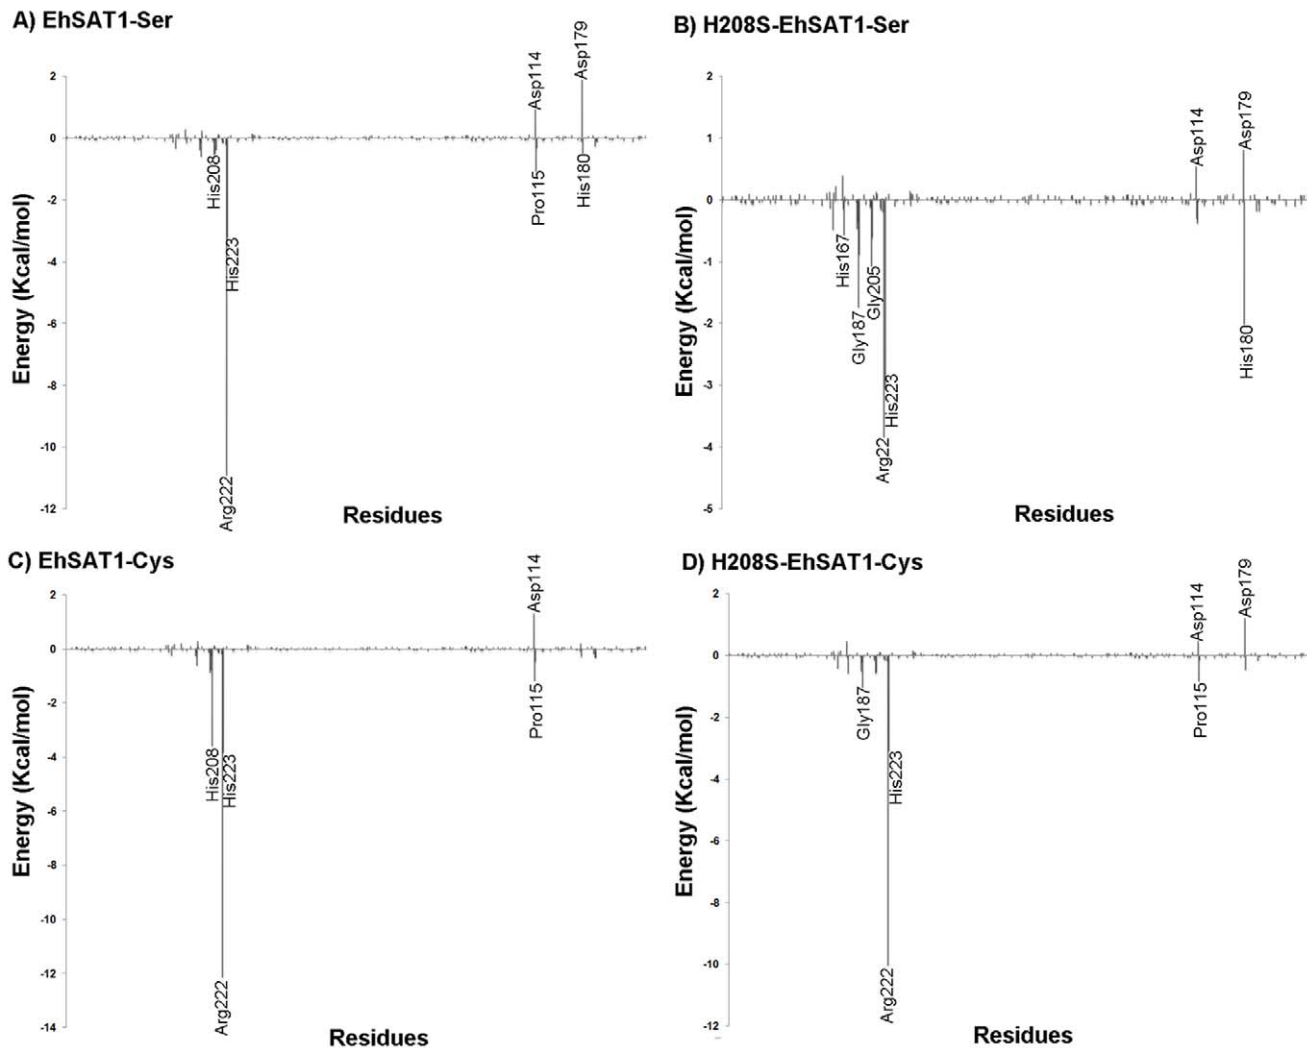 A) EhSAT1-Ser
Energy (Kcal/mol)
2
0
-2
-4
-6
-8
-10
-12
Asp114
Asp179
His208
Pro115
His180
His223
Arg222
Residues
B) H208S-EhSAT1-Ser
Energy (Kcal/mol)
2
1
0
-1
-2
-3
-4
-5
Asp114
Asp179
His167
Gly205
Gly187
His180
His223
Arg22
Residues
C) EhSAT1-Cys
Energy (Kcal/mol)
2
0
-2
-4
-6
-8
-10
-12
-14
Asp114
Pro115
His208
His223
Arg222
Residues
D) H208S-EhSAT1-Cys
Energy (Kcal/mol)
2
0
-2
-4
-6
-8
-10
-12
Asp114
Asp179
Gly187
Pro115
His223
Arg222
Residues